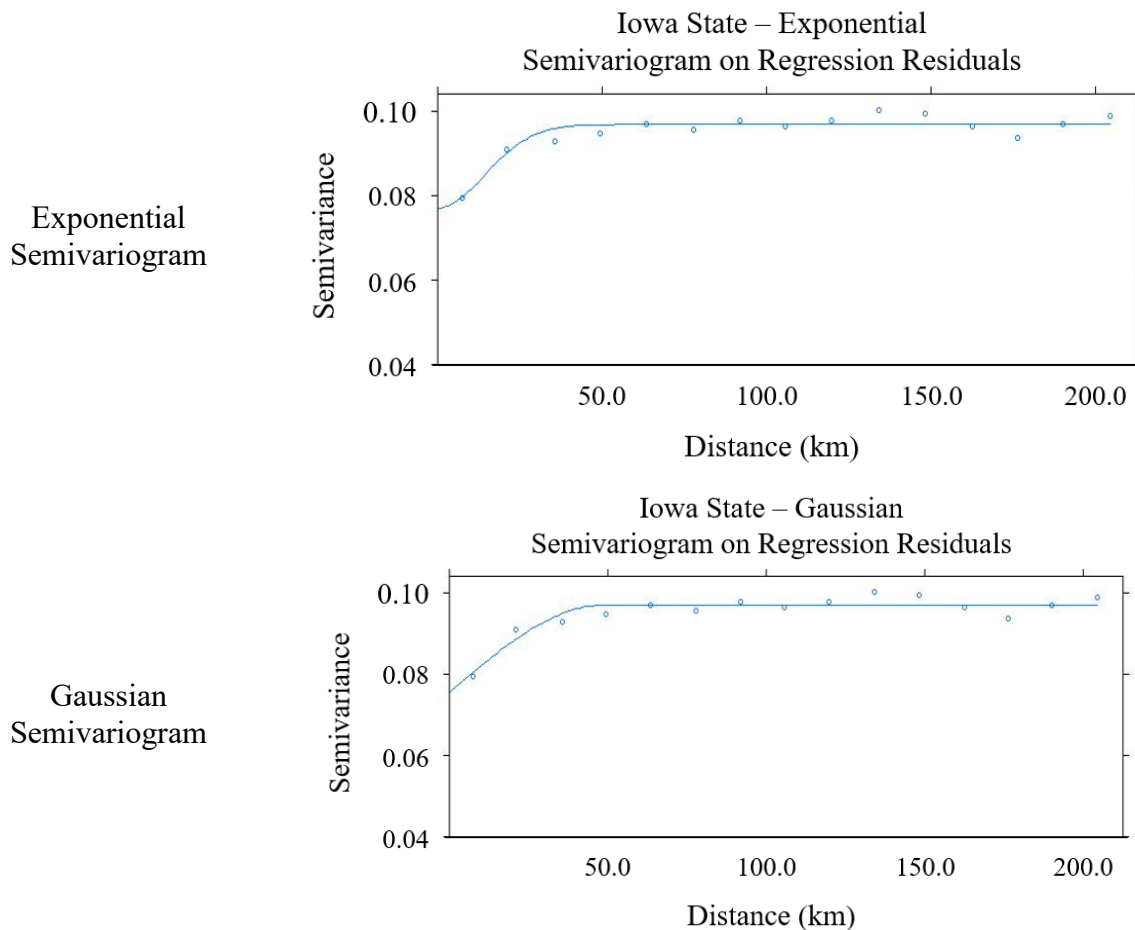 Iowa State – Exponential
Semivariogram on Regression Residuals
Exponential
Semivariogram
Semivariance
0.10
0.08
0.06
0.04
50.0 100.0 150.0 200.0
Distance (km)
Iowa State – Gaussian
Semivariogram on Regression Residuals
Gaussian
Semivariogram
Semivariance
0.10
0.08
0.06
0.04
50.0 100.0 150.0 200.0
Distance (km)